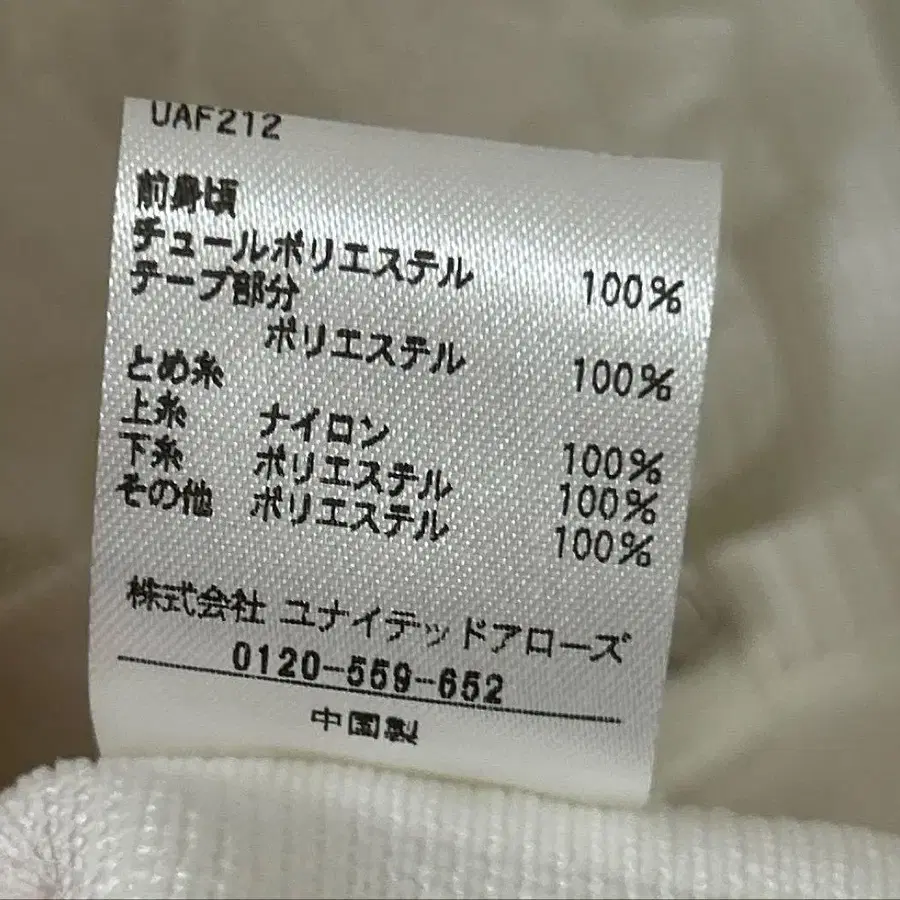 UAF212
前身頃
チュールポリエステル 100%
テープ部分
ポリエステル 100%
とめ糸
上糸 ナイロン 100%
下糸 ポリエステル 100%
その他 ポリエステル 100%
株式会社 ユナイテッドアローズ
0120-559-652
中国製